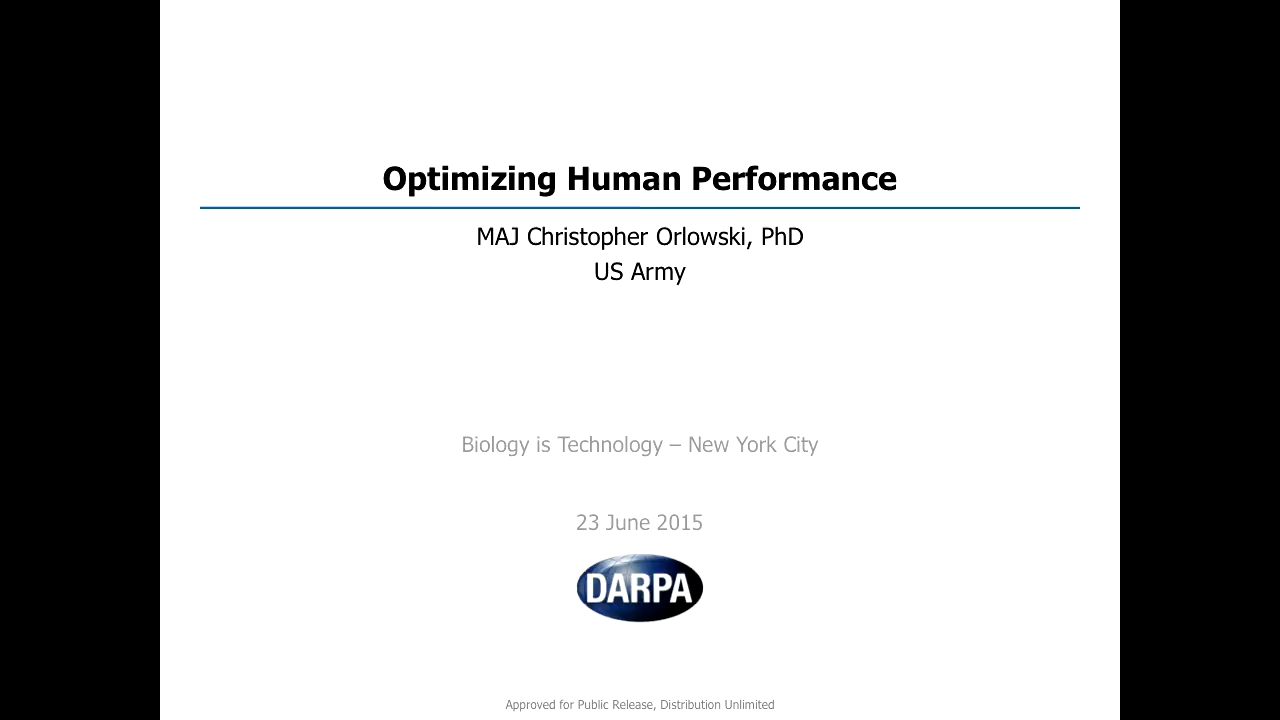 Optimizing Human Performance
MAJ Christopher Orlowski, PhD
US Army
Biology is Technology – New York City
23 June 2015
DARPA
Approved for Public Release, Distribution Unlimited